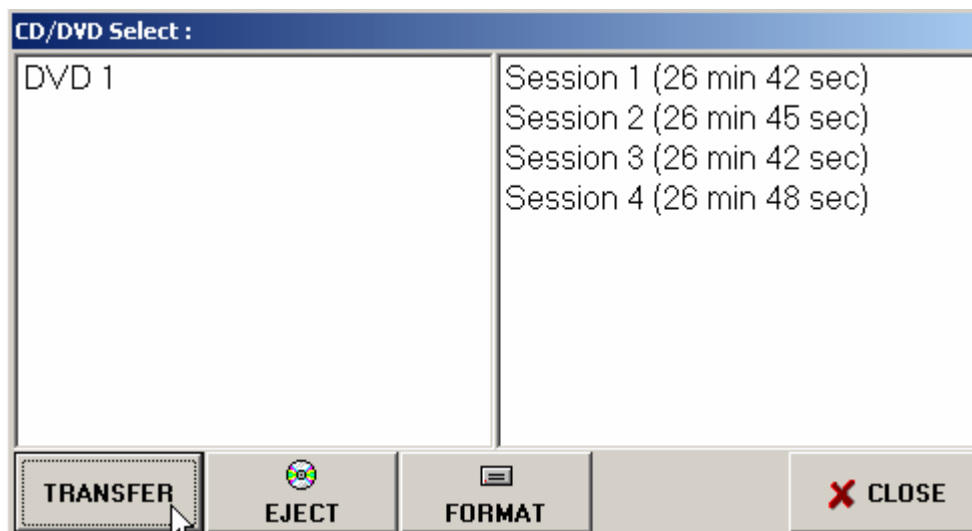 CD/DVD Select :
DVD 1
Session 1 (26 min 42 sec)
Session 2 (26 min 45 sec)
Session 3 (26 min 42 sec)
Session 4 (26 min 48 sec)
TRANSFER
EJECT
FORMAT
CLOSE